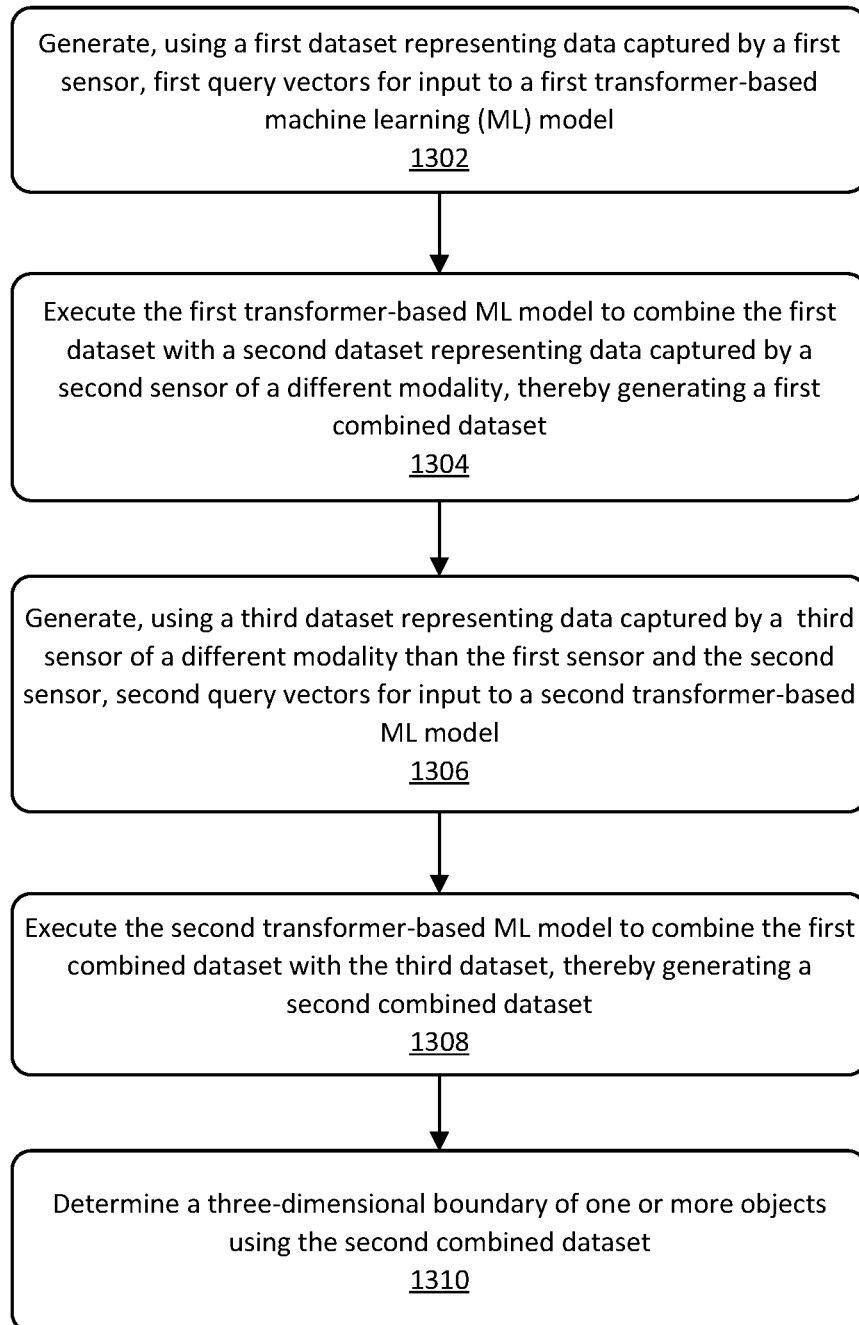 Generate, using a first dataset representing data captured by a first
sensor, first query vectors for input to a first transformer-based
machine learning (ML) model
1302
Execute the first transformer-based ML model to combine the first
dataset with a second dataset representing data captured by a
second sensor of a different modality, thereby generating a first
combined dataset
1304
Generate, using a third dataset representing data captured by a third
sensor of a different modality than the first sensor and the second
sensor, second query vectors for input to a second transformer-based
ML model
1306
Execute the second transformer-based ML model to combine the first
combined dataset with the third dataset, thereby generating a
second combined dataset
1308
Determine a three-dimensional boundary of one or more objects
using the second combined dataset
1310